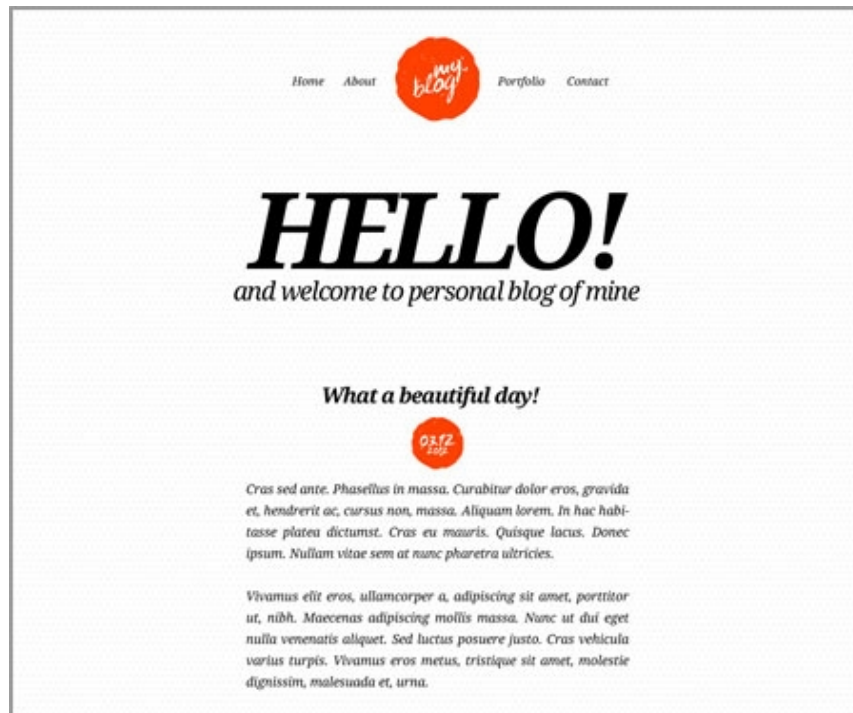 Home About my blog Portfolio Contact
HELLO!
and welcome to personal blog of mine
What a beautiful day!
03.12
2012
Cras sed ante. Phasellus in massa. Curabitur dolor eros, gravida
et, hendrerit ac, cursus non, massa. Aliquam lorem. In hac habi-
tasse platea dictumst. Cras eu mauris. Quisque lacus. Donec
ipsum. Nullam vitae sem at nunc pharetra ultricies.
Vivamus elit eros, ullamcorper a, adipiscing sit amet, porttitor
ut, nibh. Maecenas adipiscing mollis massa. Nunc ut dui eget
nulla venenatis aliquet. Sed luctus posuere justo. Cras vehicula
varius turpis. Vivamus eros metus, tristique sit amet, molestie
dignissim, malesuada et, urna.